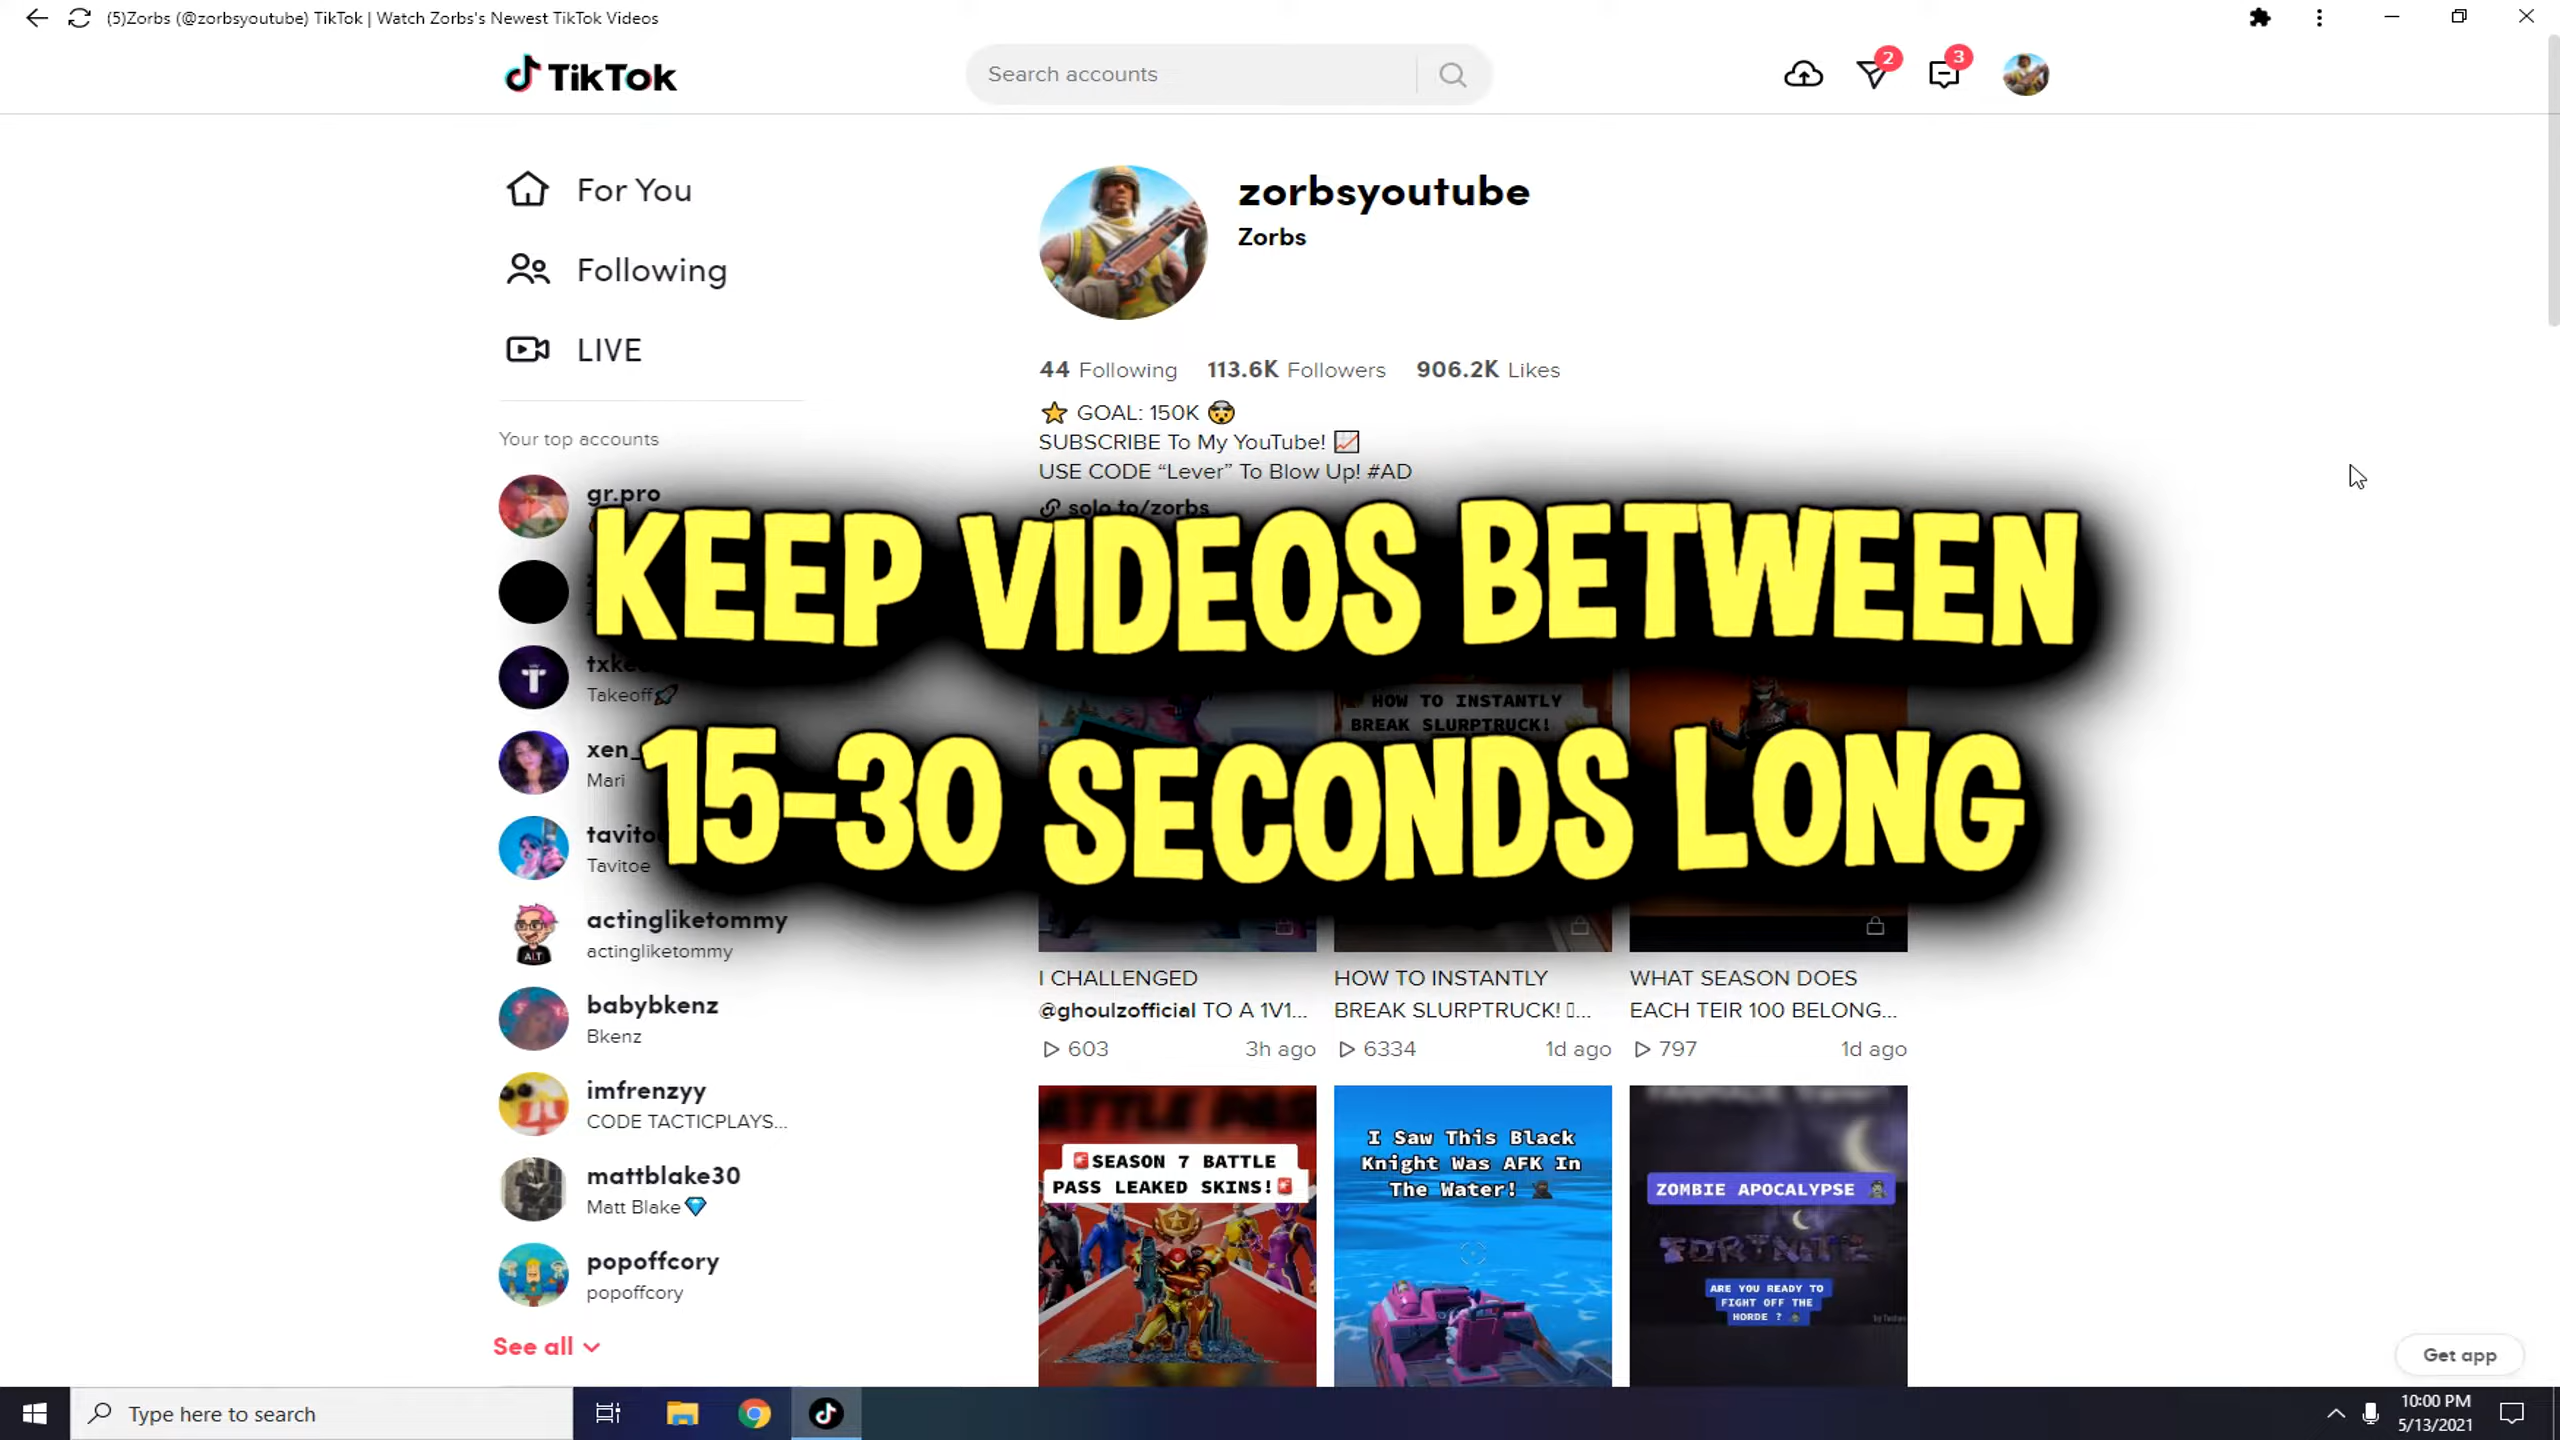 (5)Zorbs (@zorbsyoutube) TikTok | Watch Zorbs's Newest TikTok Videos
TikTok
Search accounts
2
3
For You
Following
LIVE
Your top accounts
gr.pro
txke
Takeoff🚀
xen_
Mari
tavito
Tavitoe
ALT
actingliketommy
actingliketommy
babybkenz
Bkenz
imfrenzyy
CODE TACTICPLAYS...
mattblake30
Matt Blake💎
popoffcory
popoffcory
See all
zorbsyoutube
Zorbs
44 Following 113.6K Followers 906.2K Likes
⭐ GOAL: 150K 🤯
SUBSCRIBE To My YouTube! 📈
USE CODE “Lever” To Blow Up! #AD
solo.to/zorbs
KEEP VIDEOS BETWEEN
15-30 SECONDS LONG
HOW TO INSTANTLY
BREAK SLURPTRUCK!
I CHALLENGED
@ghoulzofficial TO A 1V1...
603 3h ago
HOW TO INSTANTLY
BREAK SLURPTRUCK! ▯...
6334 1d ago
WHAT SEASON DOES
EACH TEIR 100 BELONG...
797 1d ago
🚨SEASON 7 BATTLE
PASS LEAKED SKINS!🚨
I Saw This Black
Knight Was AFK In
The Water!
ZOMBIE APOCALYPSE
FORTNITE
ARE YOU READY TO
FIGHT OFF THE
HORDE ?
Get app
Type here to search
10:00 PM
5/13/2021